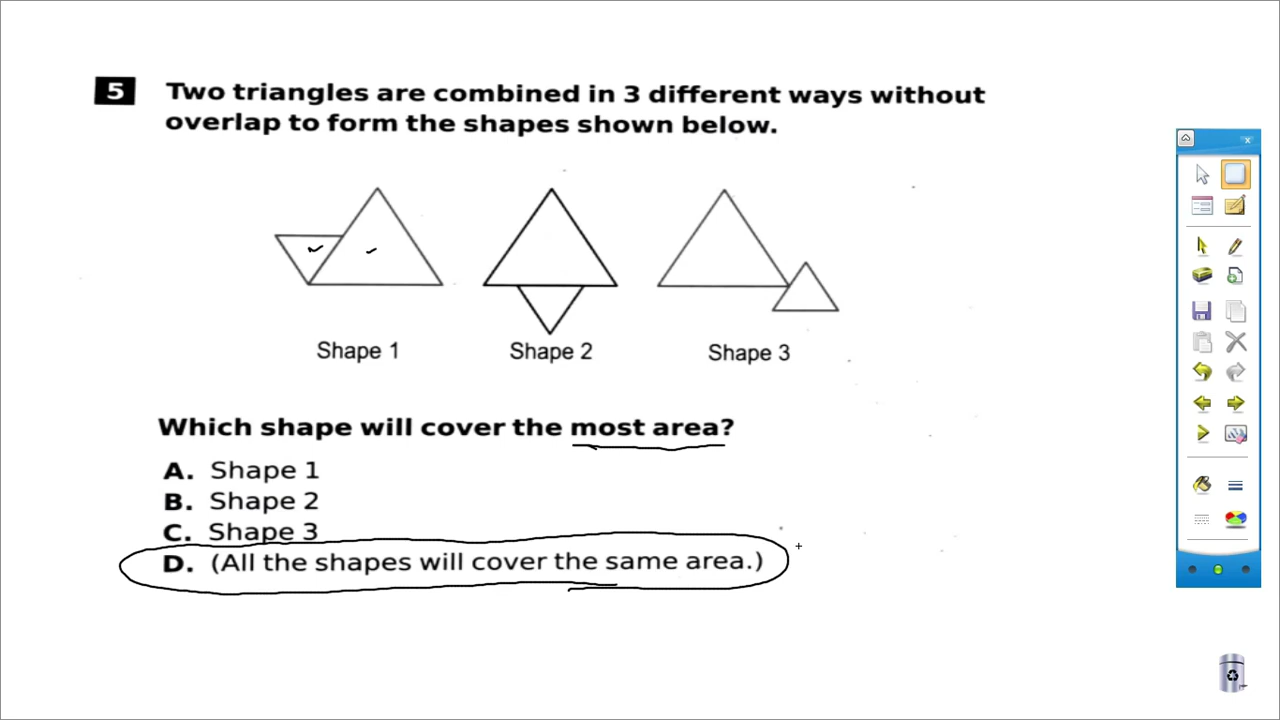 5 Two triangles are combined in 3 different ways without
overlap to form the shapes shown below.
Shape 1 Shape 2 Shape 3
Which shape will cover the most area?
A. Shape 1
B. Shape 2
C. Shape 3
D. (All the shapes will cover the same area.)